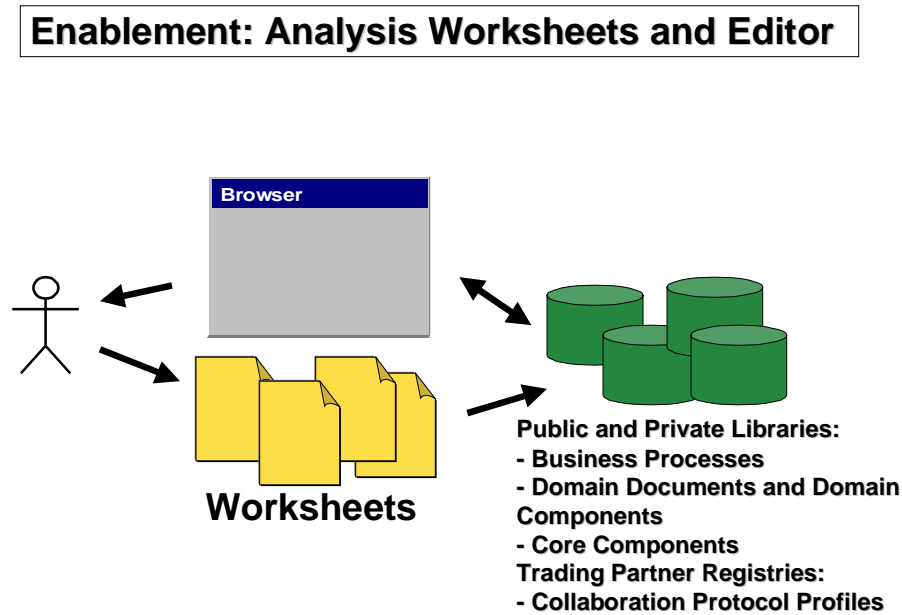 Enablement: Analysis Worksheets and Editor
Browser
Worksheets
Public and Private Libraries:
- Business Processes
- Domain Documents and Domain
Components
- Core Components
Trading Partner Registries:
- Collaboration Protocol Profiles